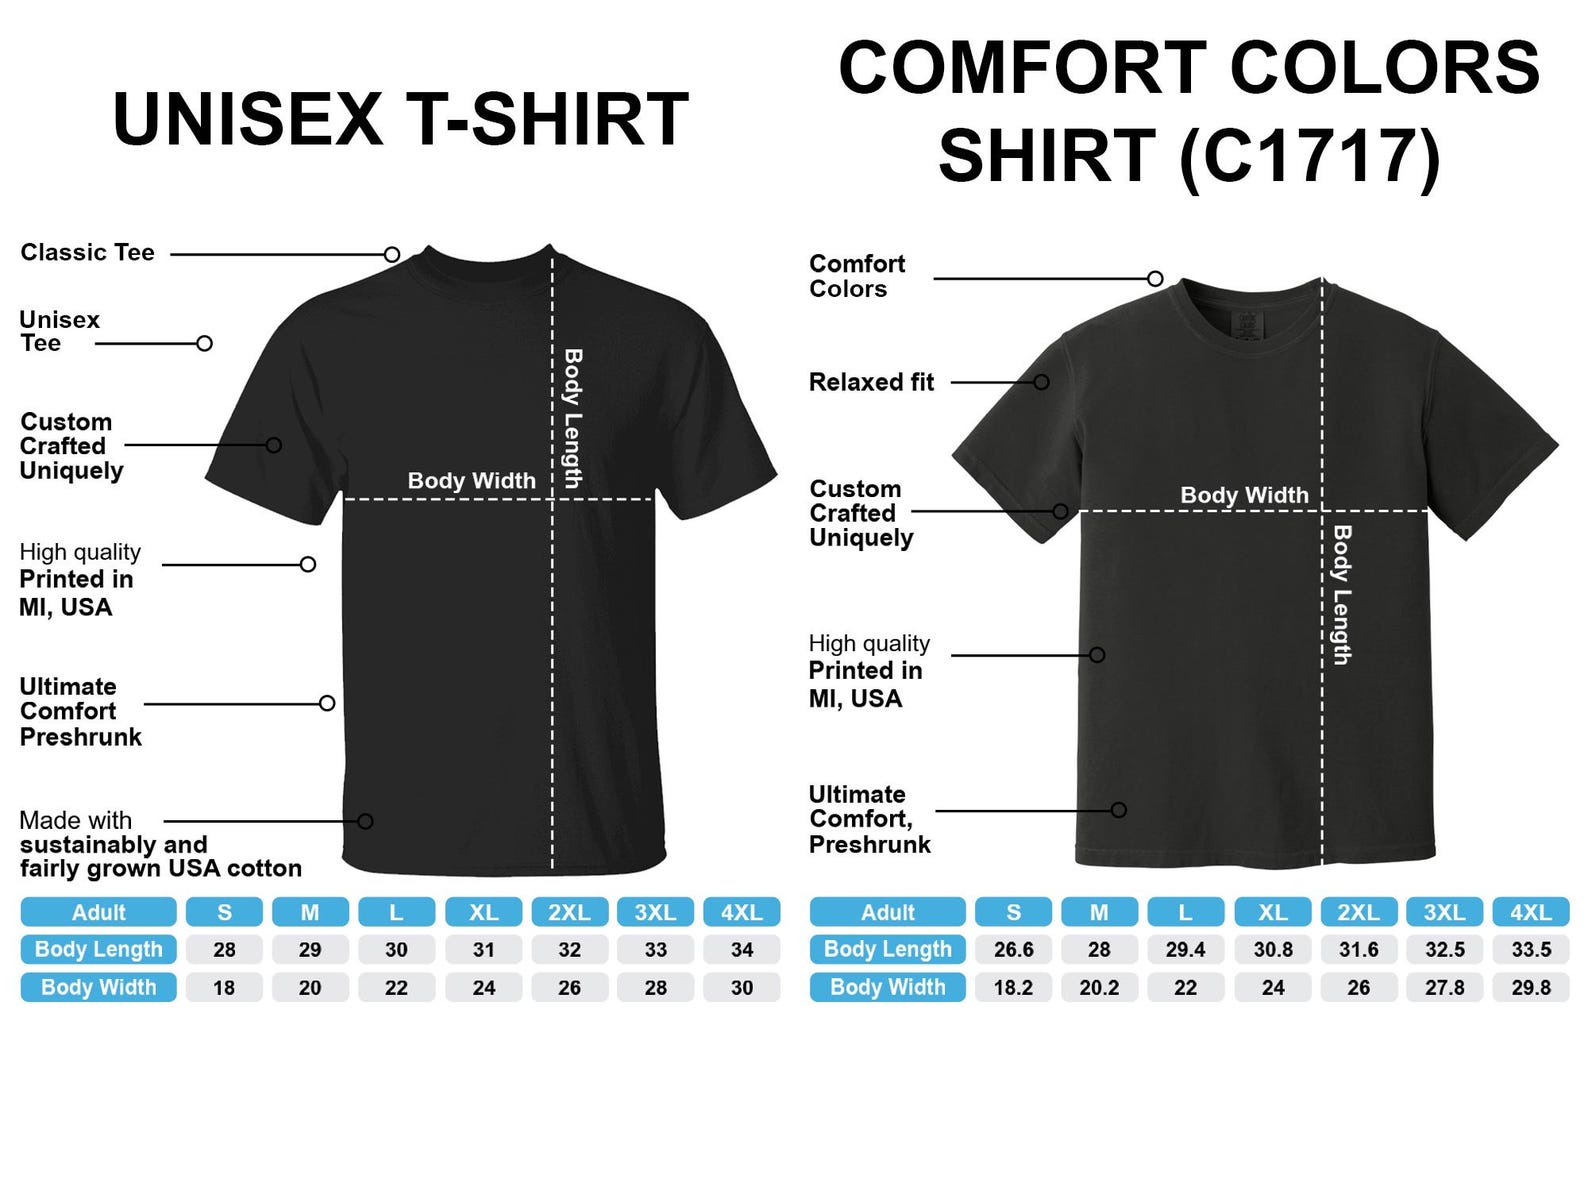 UNISEX T-SHIRT
Classic Tee
Unisex
Tee
Custom
Crafted
Uniquely
High quality
Printed in
MI, USA
Ultimate
Comfort
Preshrunk
Made with
sustainably and
fairly grown USA cotton
Body Width
Body Length
Adult S M L XL 2XL 3XL 4XL
Body Length 28 29 30 31 32 33 34
Body Width 18 20 22 24 26 28 30
COMFORT COLORS
SHIRT (C1717)
Comfort
Colors
Relaxed fit
Custom
Crafted
Uniquely
High quality
Printed in
MI, USA
Ultimate
Comfort,
Preshrunk
Body Width
Body Length
Adult S M L XL 2XL 3XL 4XL
Body Length 26.6 28 29.4 30.8 31.6 32.5 33.5
Body Width 18.2 20.2 22 24 26 27.8 29.8